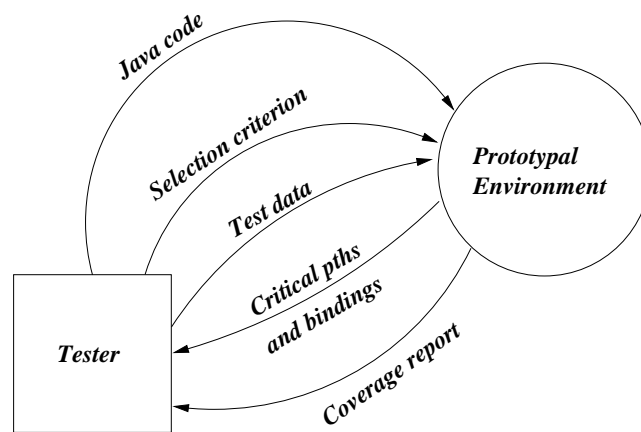 Java code
Selection criterion
Test data
Prototypal
Environment
Critical pths
and bindings
Coverage report
Tester